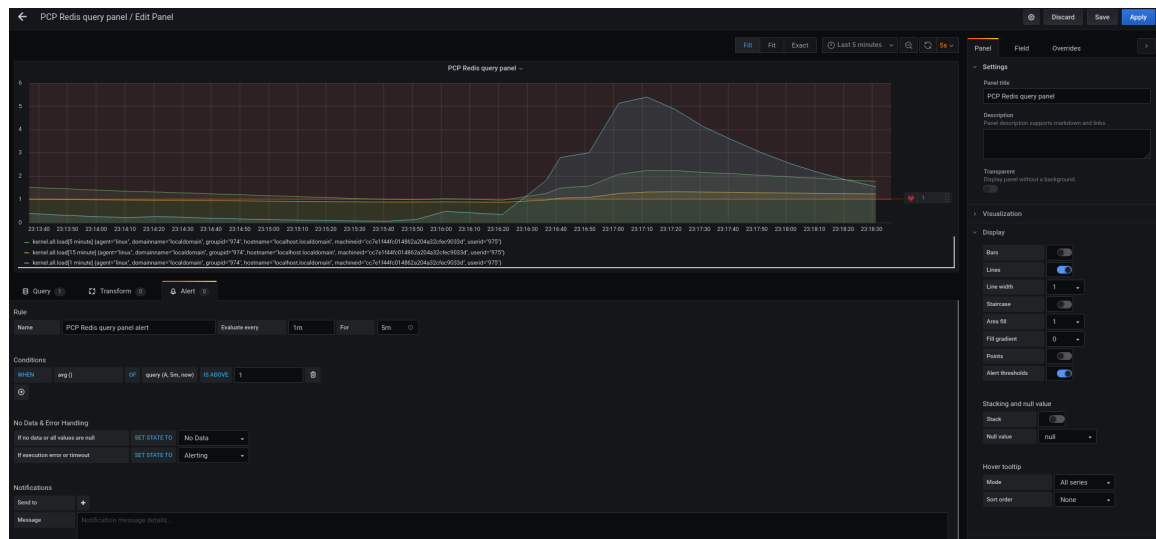 PCP Redis query panel / Edit Panel
Discard Save Apply
Fill Fit Exact Last 5 minutes 5s
PCP Redis query panel
6
5
4
3
2
1
0
1
23:13:40 23:13:50 23:14:00 23:14:10 23:14:20 23:14:30 23:14:40 23:14:50 23:15:00 23:15:10 23:15:20 23:15:30 23:15:40 23:15:50 23:16:00 23:16:10 23:16:20 23:16:30 23:16:40 23:16:50 23:17:00 23:17:10 23:17:20 23:17:30 23:17:40 23:17:50 23:18:00 23:18:10 23:18:20 23:18:30
kernel.all.load[5 minute] {agent="linux", domainname="localdomain", groupid="974", hostname="localhost.localdomain", machineid="cc7e1f44fc014862a204a32cfec9033d", userid="975"}
kernel.all.load[15 minute] {agent="linux", domainname="localdomain", groupid="974", hostname="localhost.localdomain", machineid="cc7e1f44fc014862a204a32cfec9033d", userid="975"}
kernel.all.load[1 minute] {agent="linux", domainname="localdomain", groupid="974", hostname="localhost.localdomain", machineid="cc7e1f44fc014862a204a32cfec9033d", userid="975"}
Query 1 Transform 0 Alert 0
Rule
Name PCP Redis query panel alert Evaluate every 1m For 5m
Conditions
WHEN avg () OF query (A, 5m, now) IS ABOVE 1
No Data & Error Handling
If no data or all values are null SET STATE TO No Data
If execution error or timeout SET STATE TO Alerting
Notifications
Send to
Message Notification message details...
Panel Field Overrides
Settings
Panel title
PCP Redis query panel
Description
Panel description supports markdown and links.
Transparent
Display panel without a background.
Visualization
Display
Bars
Lines
Line width 1
Staircase
Area fill 1
Fill gradient 0
Points
Alert thresholds
Stacking and null value
Stack
Null value null
Hover tooltip
Mode All series
Sort order None